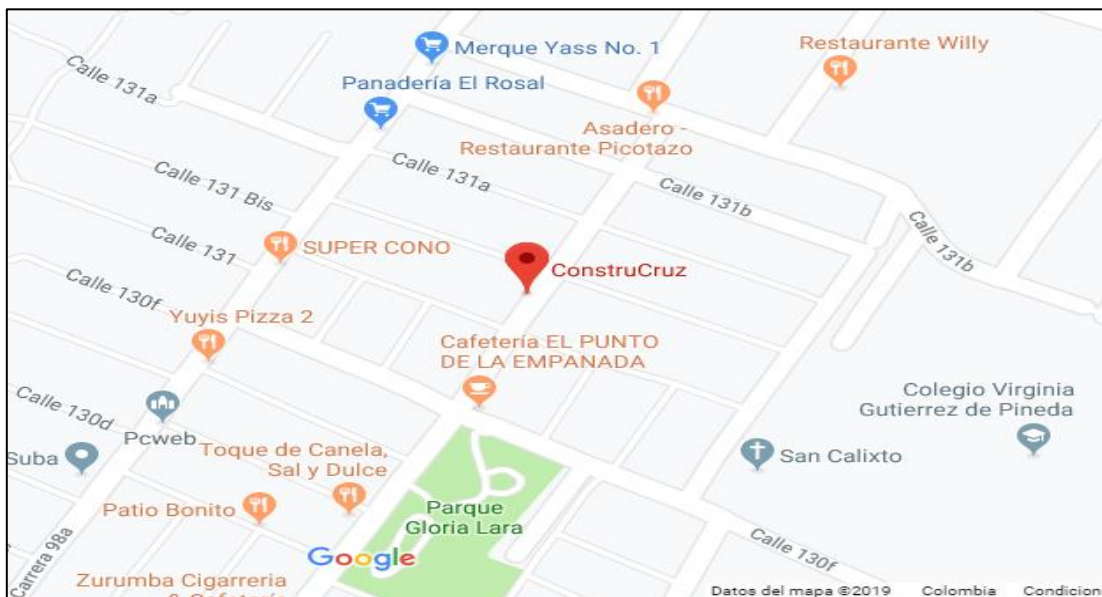 Merque Yass No. 1
Restaurante Willy
Calle 131a
Panadería El Rosal
Asadero -
Restaurante Picotazo
Calle 131a
Calle 131 Bis
Calle 131b
Calle 131b
Calle 131
SUPER CONO
ConstruCruz
Calle 130f
Yuyis Pizza 2
Cafetería EL PUNTO
DE LA EMPANADA
Colegio Virginia
Gutierrez de Pineda
Calle 130d
Pcweb
Suba
Toque de Canela,
Sal y Dulce
San Calixto
Patio Bonito
Parque
Gloria Lara
Carrera 98a
Google
Calle 130f
Zurumba Cigarreria
Datos del mapa ©2019
Colombia
Condicion